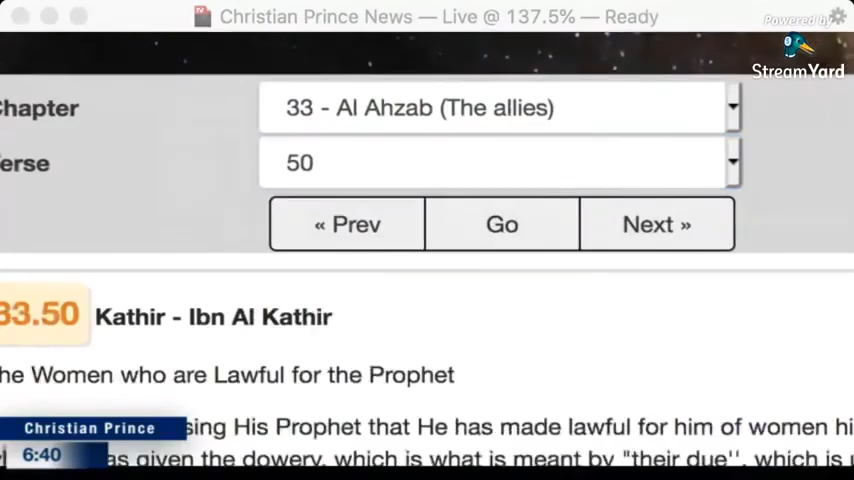 Christian Prince News — Live @ 137.5% — Ready
Powered by
StreamYard
Chapter
33 - Al Ahzab (The allies)
erse
50
« Prev
Go
Next »
33.50
Kathir - Ibn Al Kathir
he Women who are Lawful for the Prophet
Christian Prince
sing His Prophet that He has made lawful for him of women hi
6:40
as given the dowery, which is what is meant by "their due'', which is u